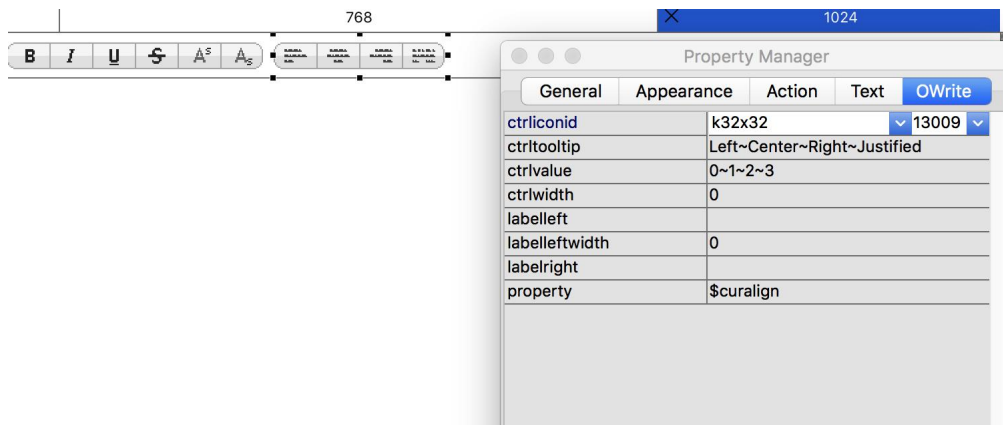 768 1024
B I U S A^S A_S
Property Manager
General Appearance Action Text OWrite
ctrliconid k32x32 13009
ctrltooltip Left~Center~Right~Justified
ctrlvalue 0~1~2~3
ctrlwidth 0
labelleft
labelleftwidth 0
labelright
property $curalign